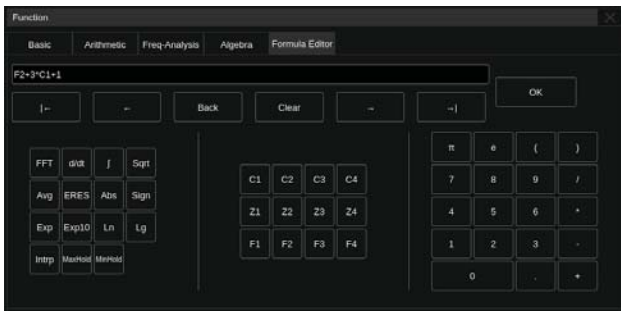 Function
Basic Arithmetic Freq-Analysis Algebra Formula Editor
F2+3*C1+1
OK
|← ← Back Clear → →|
FFT d/dt ∫ Sqrt
Avg ERES Abs Sign
Exp Exp10 Ln Lg
Intrp MaxHold MinHold
C1 C2 C3 C4
Z1 Z2 Z3 Z4
F1 F2 F3 F4
π e ( )
7 8 9 /
4 5 6 *
1 2 3 -
0 . +